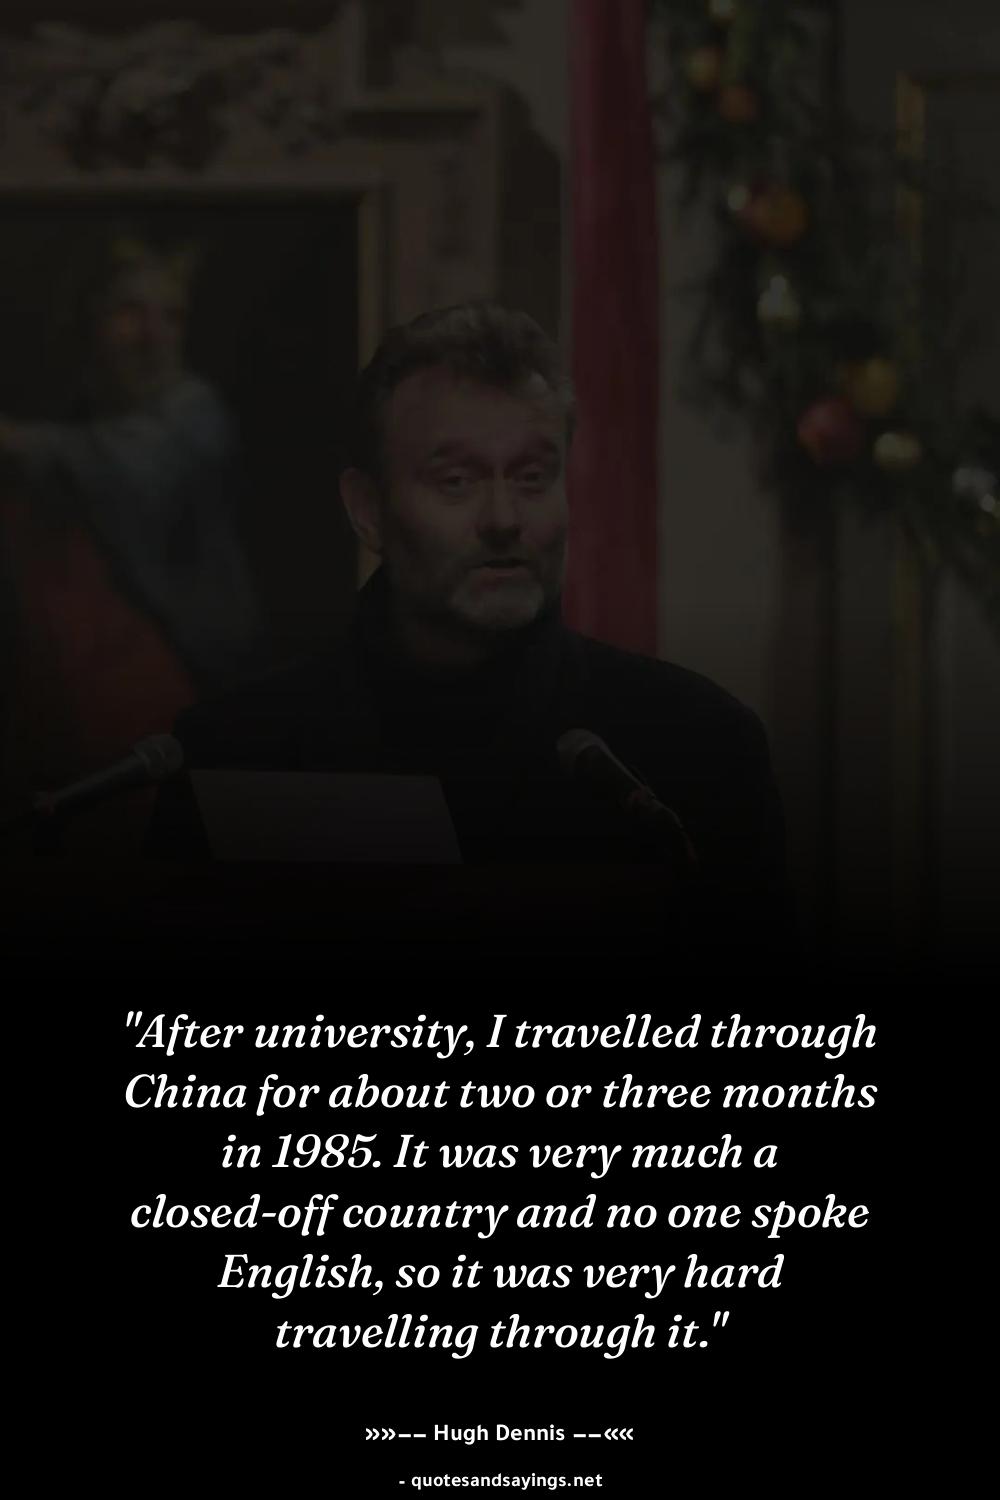 "After university, I travelled through
China for about two or three months
in 1985. It was very much a
closed-off country and no one spoke
English, so it was very hard
travelling through it."
»»–– Hugh Dennis ––««
- quotesandsayings.net